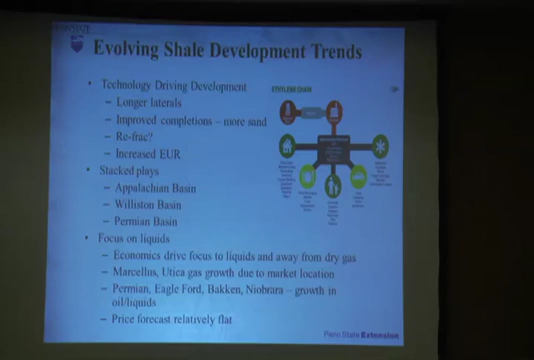 PENNSTATE
Evolving Shale Development Trends
• Technology Driving Development
– Longer laterals
– Improved completions – more sand
– Re-frac?
– Increased EUR
• Stacked plays
– Appalachian Basin
– Williston Basin
– Permian Basin
• Focus on liquids
– Economics drive focus to liquids and away from dry gas
– Marcellus, Utica gas growth due to market location
– Permian, Eagle Ford, Bakken, Niobrara – growth in
oil/liquids
– Price forecast relatively flat
ETHYLENE CHAIN
Penn State Extension